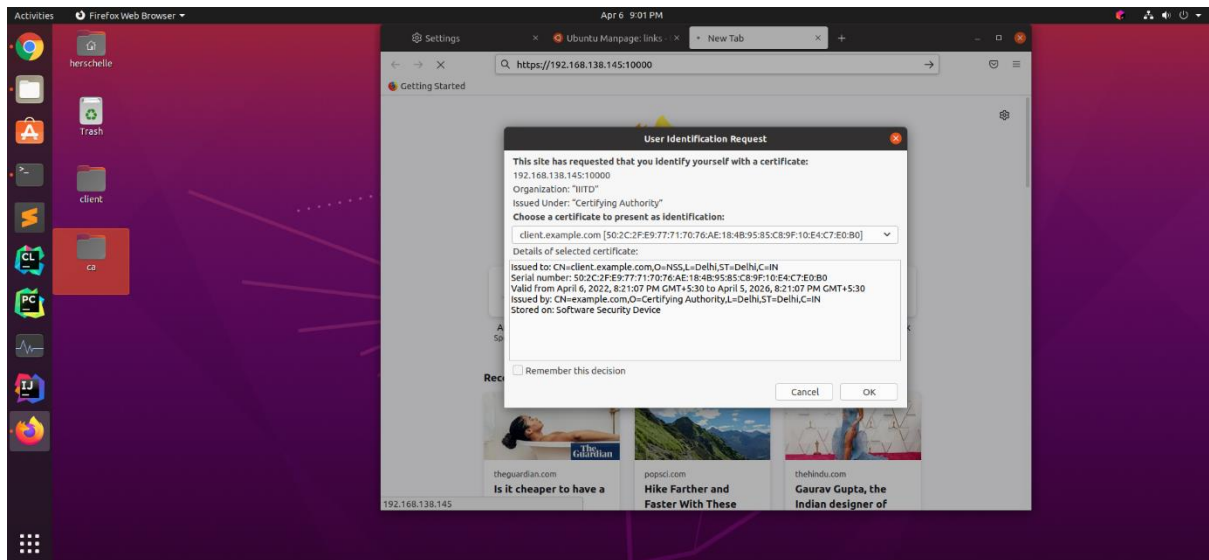 Activities
Firefox Web Browser
Apr 6 9:01 PM
herschelle
Trash
client
ca
Settings
Ubuntu Manpage: links -
New Tab
https://192.168.138.145:10000
Getting Started
User Identification Request
This site has requested that you identify yourself with a certificate:
192.168.138.145:10000
Organization: "IIITD"
Issued Under: "Certifying Authority"
Choose a certificate to present as identification:
client.example.com [50:2C:2F:E9:77:71:70:76:AE:18:4B:95:85:C8:9F:10:E4:C7:E0:B0]
Details of selected certificate:
Issued to: CN=client.example.com,O=NSS,L=Delhi,ST=Delhi,C=IN
Serial number: 50:2C:2F:E9:77:71:70:76:AE:18:4B:95:85:C8:9F:10:E4:C7:E0:B0
Valid from April 6, 2022, 8:21:07 PM GMT+5:30 to April 5, 2026, 8:21:07 PM GMT+5:30
Issued by: CN=example.com,O=Certifying Authority,L=Delhi,ST=Delhi,C=IN
Stored on: Software Security Device
Remember this decision
Cancel
OK
The Guardian
theguardian.com
Is it cheaper to have a
popsci.com
Hike Farther and
Faster With These
thehindu.com
Gaurav Gupta, the
Indian designer of
192.168.138.145